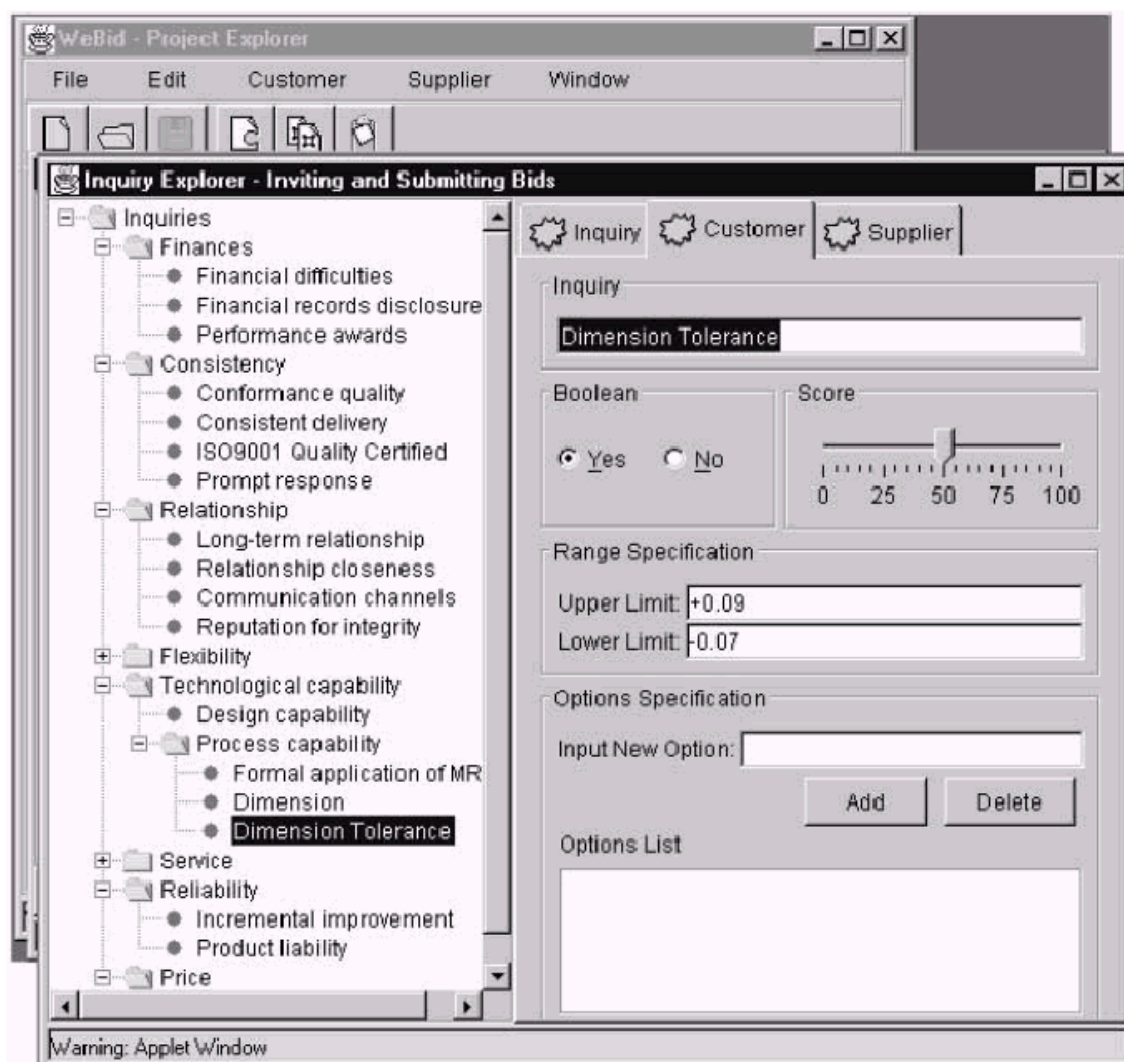 WeBid - Project Explorer
File Edit Customer Supplier Window
Inquiry Explorer - Inviting and Submitting Bids
Inquiries
Finances
Financial difficulties
Financial records disclosure
Performance awards
Consistency
Conformance quality
Consistent delivery
ISO9001 Quality Certified
Prompt response
Relationship
Long-term relationship
Relationship closeness
Communication channels
Reputation for integrity
Flexibility
Technological capability
Design capability
Process capability
Formal application of MR
Dimension
Dimension Tolerance
Service
Reliability
Incremental improvement
Product liability
Price
Inquiry Customer Supplier
Inquiry
Dimension Tolerance
Boolean
Yes No
Score
0 25 50 75 100
Range Specification
Upper Limit: +0.09
Lower Limit: -0.07
Options Specification
Input New Option:
Add Delete
Options List
Warning: Applet Window